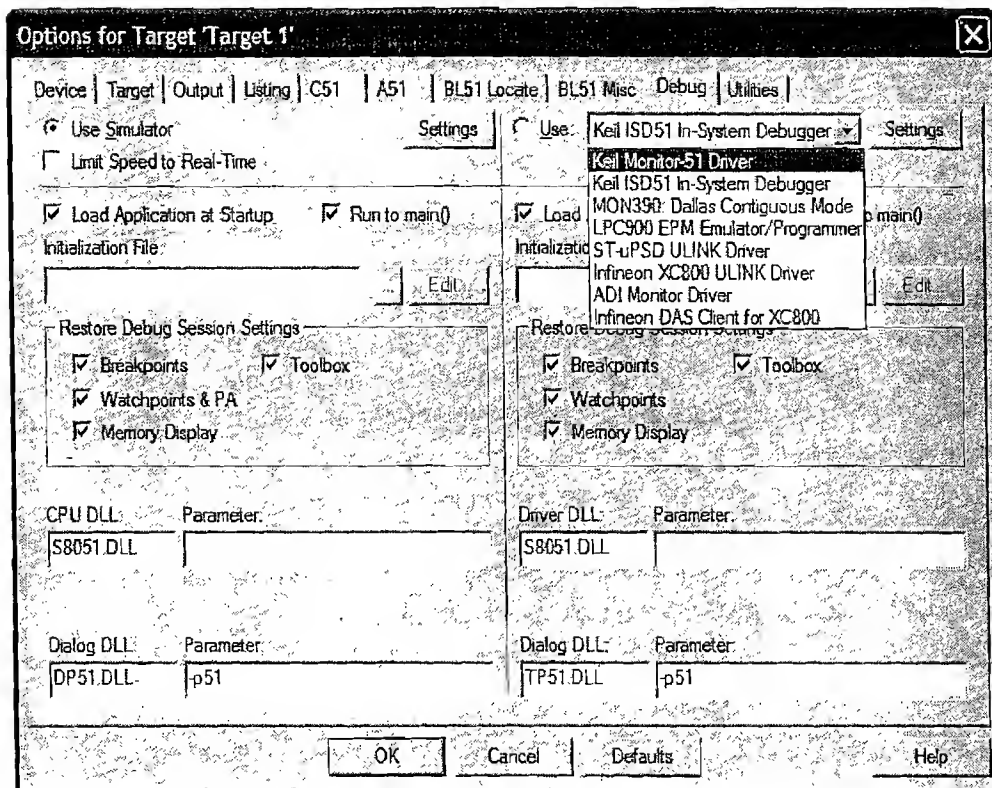 Options for Target 'Target 1'
Device Target Output Listing C51 A51 BL51 Locate BL51 Misc Debug Utilities
Use Simulator Settings Use: Keil ISD51 In-System Debugger Settings
Limit Speed to Real-Time
Keil Monitor-51 Driver
Keil ISD51 In-System Debugger
MON390: Dallas Contiguous Mode
LPC900 EPM Emulator/Programmer
ST-uPSD ULINK Driver
Infineon XC800 ULINK Driver
ADI Monitor Driver
Infineon DAS Client for XC800
Load Application at Startup Run to main() Load main()
Initialization File:
Edit... Edit...
Restore Debug Session Settings Restore Debug Session Settings
Breakpoints Toolbox Breakpoints Toolbox
Watchpoints & PA Watchpoints
Memory Display Memory Display
CPU DLL: Parameter: Driver DLL: Parameter:
S8051.DLL S8051.DLL
Dialog DLL: Parameter: Dialog DLL: Parameter:
DP51.DLL -p51 TP51.DLL -p51
OK Cancel Defaults Help